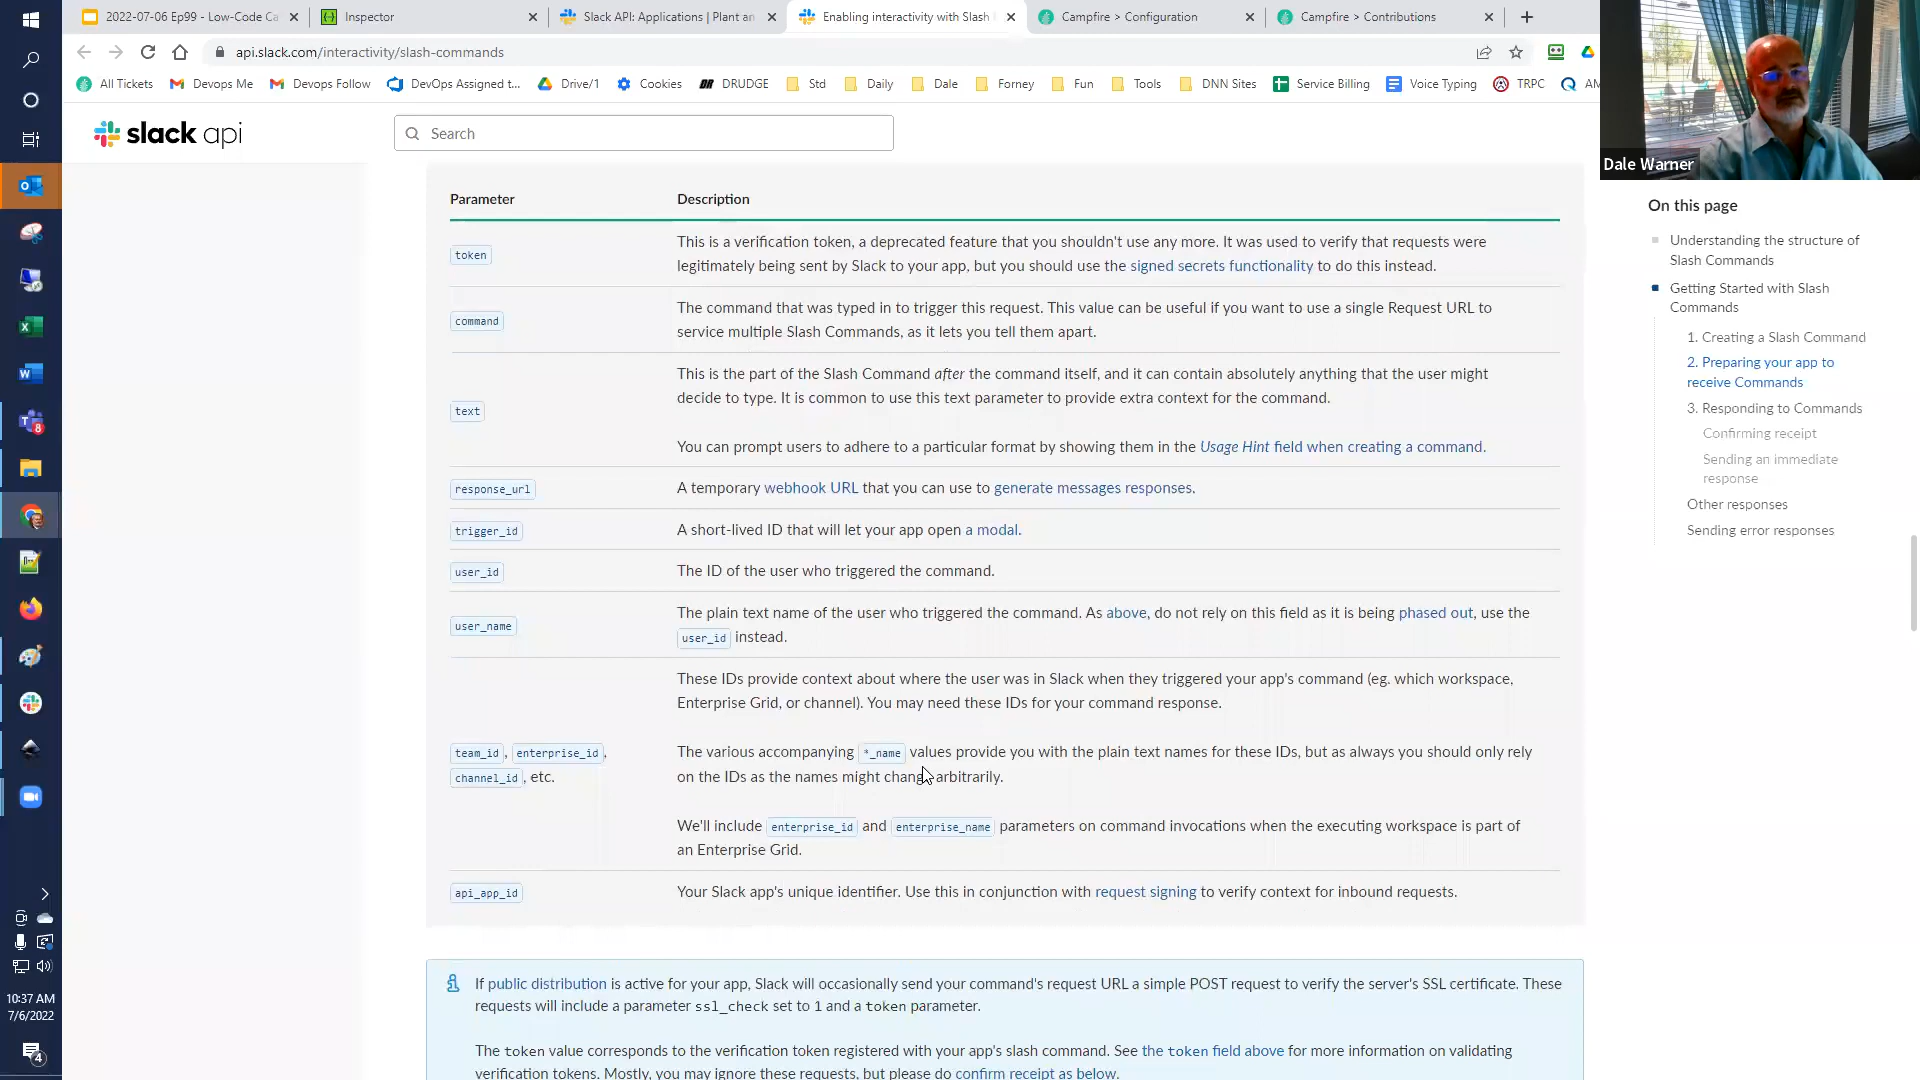 2022-07-06 Ep99 - Low-Code Ca
Inspector
Slack API: Applications | Plant an
Enabling interactivity with Slash
Campfire > Configuration
Campfire > Contributions
api.slack.com/interactivity/slash-commands
All Tickets
Devops Me
Devops Follow
DevOps Assigned t...
Drive/1
Cookies
DRUDGE
Std
Daily
Dale
Forney
Fun
Tools
DNN Sites
Service Billing
Voice Typing
TRPC
slack api
Search
Dale Warner
Parameter
Description
token
This is a verification token, a deprecated feature that you shouldn't use any more. It was used to verify that requests were
legitimately being sent by Slack to your app, but you should use the signed secrets functionality to do this instead.
command
The command that was typed in to trigger this request. This value can be useful if you want to use a single Request URL to
service multiple Slash Commands, as it lets you tell them apart.
text
This is the part of the Slash Command after the command itself, and it can contain absolutely anything that the user might
decide to type. It is common to use this text parameter to provide extra context for the command.
You can prompt users to adhere to a particular format by showing them in the Usage Hint field when creating a command.
response_url
A temporary webhook URL that you can use to generate messages responses.
trigger_id
A short-lived ID that will let your app open a modal.
user_id
The ID of the user who triggered the command.
user_name
The plain text name of the user who triggered the command. As above, do not rely on this field as it is being phased out, use the
user_id instead.
team_id, enterprise_id,
channel_id, etc.
These IDs provide context about where the user was in Slack when they triggered your app's command (eg. which workspace,
Enterprise Grid, or channel). You may need these IDs for your command response.
The various accompanying *_name values provide you with the plain text names for these IDs, but as always you should only rely
on the IDs as the names might change arbitrarily.
We'll include enterprise_id and enterprise_name parameters on command invocations when the executing workspace is part of
an Enterprise Grid.
api_app_id
Your Slack app's unique identifier. Use this in conjunction with request signing to verify context for inbound requests.
If public distribution is active for your app, Slack will occasionally send your command's request URL a simple POST request to verify the server's SSL certificate. These
requests will include a parameter ssl_check set to 1 and a token parameter.
The token value corresponds to the verification token registered with your app's slash command. See the token field above for more information on validating
verification tokens. Mostly, you may ignore these requests, but please do confirm receipt as below.
On this page
Understanding the structure of
Slash Commands
Getting Started with Slash
Commands
1. Creating a Slash Command
2. Preparing your app to
receive Commands
3. Responding to Commands
Confirming receipt
Sending an immediate
response
Other responses
Sending error responses
8
10:37 AM
7/6/2022
4